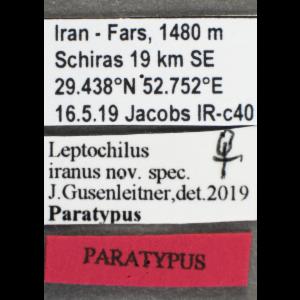 Iran - Fars, 1480 m
Schiras 19 km SE
29.438°N 52.752°E
16.5.19 Jacobs IR-c40
Leptochilus ♀
iranus nov. spec.
J.Gusenleitner,det.2019
Paratypus
PARATYPUS